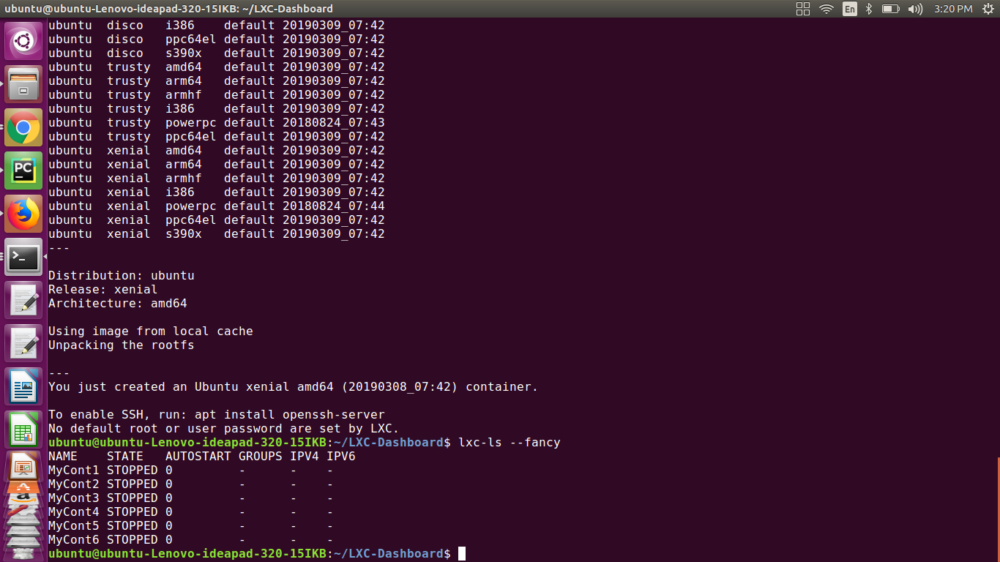 ubuntu@ubuntu-Lenovo-ideapad-320-15IKB: ~/LXC-Dashboard En 3:20 PM
ubuntu  disco   i386    default 20190309_07:42
ubuntu  disco   ppc64el default 20190309_07:42
ubuntu  disco   s390x   default 20190309_07:42
ubuntu  trusty  amd64   default 20190309_07:42
ubuntu  trusty  arm64   default 20190309_07:42
ubuntu  trusty  armhf   default 20190309_07:42
ubuntu  trusty  i386    default 20190309_07:42
ubuntu  trusty  powerpc default 20180824_07:43
ubuntu  trusty  ppc64el default 20190309_07:42
ubuntu  xenial  amd64   default 20190309_07:42
ubuntu  xenial  arm64   default 20190309_07:42
ubuntu  xenial  armhf   default 20190309_07:42
ubuntu  xenial  i386    default 20190309_07:42
ubuntu  xenial  powerpc default 20180824_07:44
ubuntu  xenial  ppc64el default 20190309_07:42
ubuntu  xenial  s390x   default 20190309_07:42
---
Distribution: ubuntu
Release: xenial
Architecture: amd64
Using image from local cache
Unpacking the rootfs
---
You just created an Ubuntu xenial amd64 (20190308_07:42) container.
To enable SSH, run: apt install openssh-server
No default root or user password are set by LXC.
ubuntu@ubuntu-Lenovo-ideapad-320-15IKB:~/LXC-Dashboard$ lxc-ls --fancy
NAME    STATE   AUTOSTART GROUPS IPV4 IPV6
MyCont1 STOPPED 0         -      -    -
MyCont2 STOPPED 0         -      -    -
MyCont3 STOPPED 0         -      -    -
MyCont4 STOPPED 0         -      -    -
MyCont5 STOPPED 0         -      -    -
MyCont6 STOPPED 0         -      -    -
ubuntu@ubuntu-Lenovo-ideapad-320-15IKB:~/LXC-Dashboard$
PC